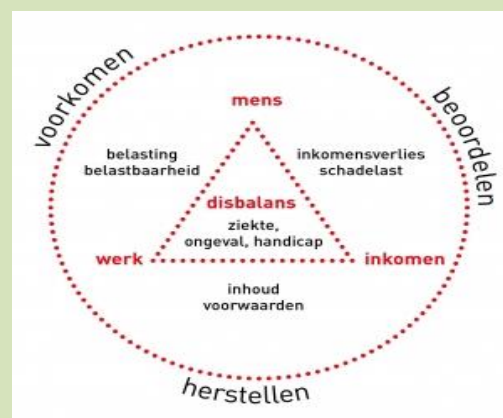 voorkomen
beoordelen
mens
belasting
belastbaarheid
inkomensverlies
schadelast
disbalans
ziekte,
ongeval, handicap
werk
inkomen
inhoud
voorwaarden
herstellen